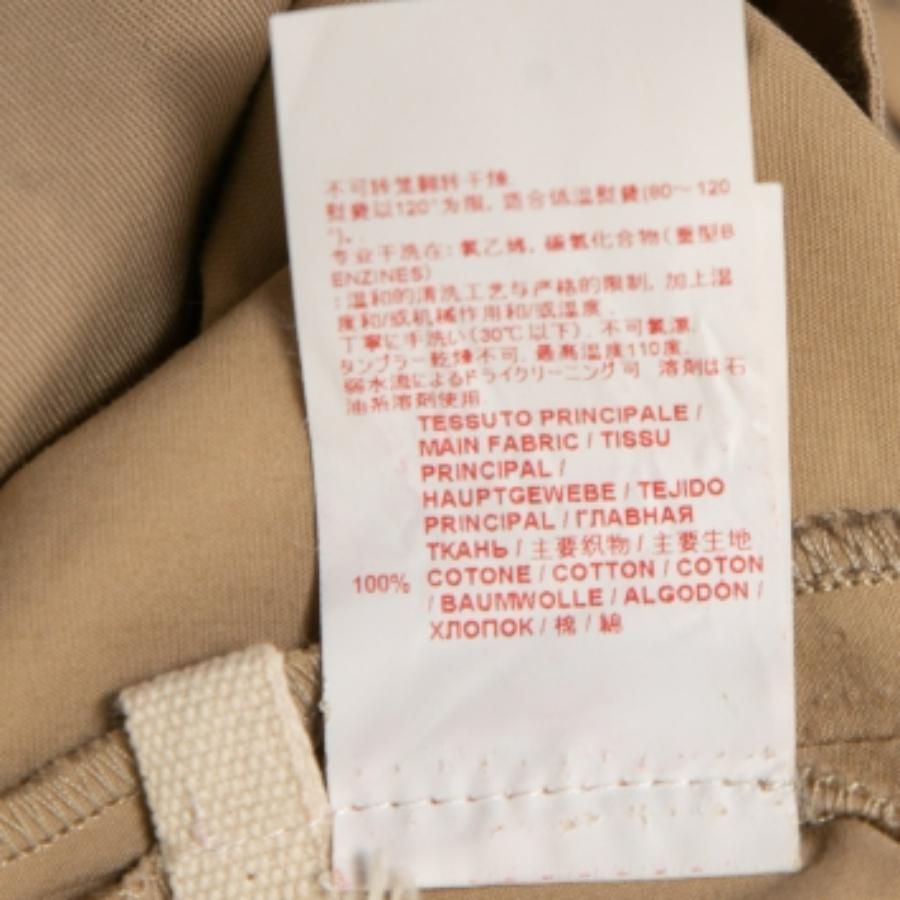 不可转笼翻转干燥
熨烫以120°为限. 适合低温熨烫(80～120
°).
专业干洗在: 氯乙烯. 碳氢化合物(重型B
ENZINES)
: 温和的清洗工艺与严格的限制. 加上湿
度和/或机械作用和/或温度.
丁寧に手洗い(30℃以下). 不可氯漂.
タンブラー乾燥不可. 最高温度110度.
弱水流によるドライクリーニング可 溶剤は石
油系溶剤使用.
TESSUTO PRINCIPALE /
MAIN FABRIC / TISSU
PRINCIPAL /
HAUPTGEWEBE / TEJIDO
PRINCIPAL / ГЛАВНАЯ
ТКАНЬ / 主要织物 / 主要生地
100% COTONE / COTTON / COTON
/ BAUMWOLLE / ALGODÓN /
ХЛОПОК / 棉 / 綿